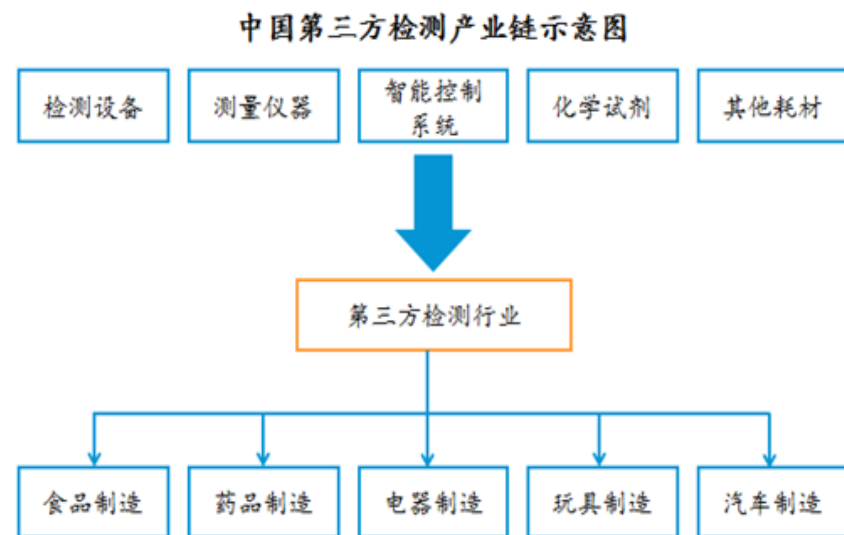 中国第三方检测产业链示意图
检测设备
测量仪器
智能控制
系统
化学试剂
其他耗材
第三方检测行业
食品制造
药品制造
电器制造
玩具制造
汽车制造